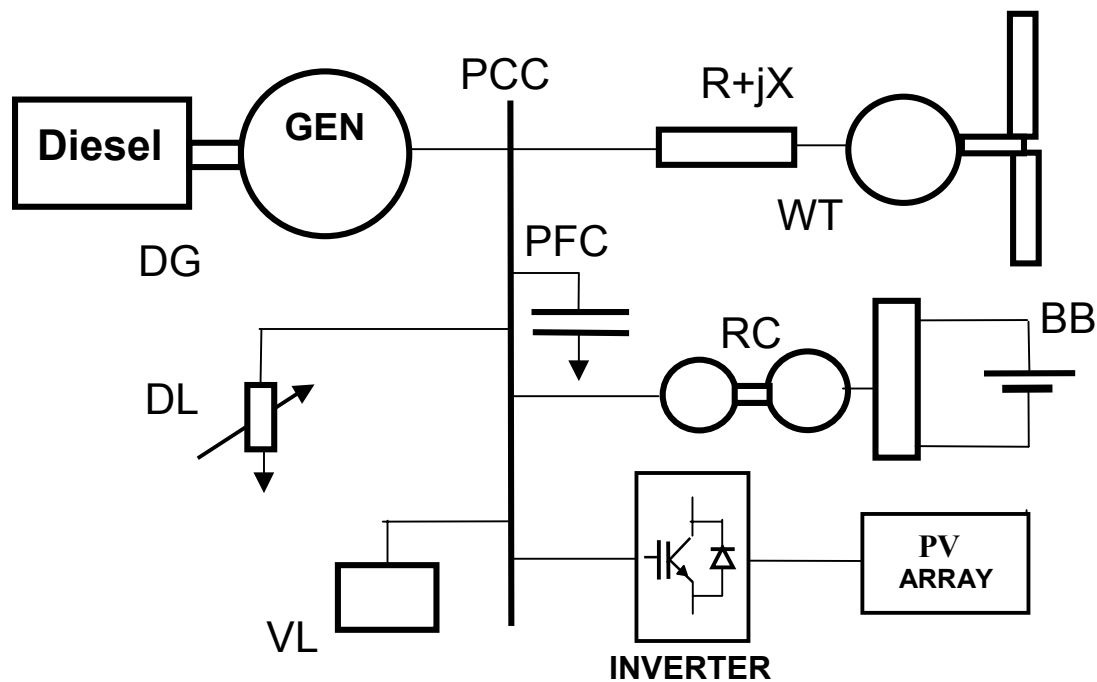 PCC
R+jX
Diesel
GEN
WT
DG
PFC
BB
RC
DL
PV
ARRAY
VL
INVERTER